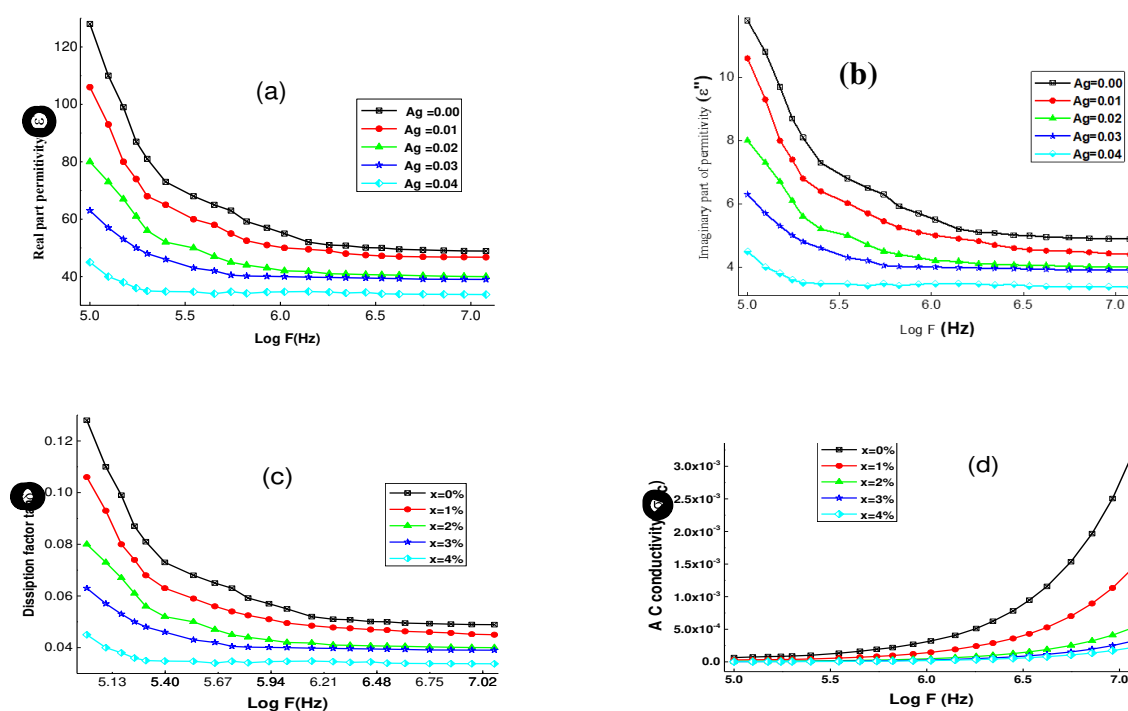 (a)
Real part permitivity
ε
120
100
80
60
40
5.0 5.5 6.0 6.5 7.0
Log F(Hz)
Ag =0.00
Ag =0.01
Ag =0.02
Ag =0.03
Ag =0.04
(b)
Imaginary part of permitivity (ε'')
10
8
6
4
5.0 5.5 6.0 6.5 7.0
Log F (Hz)
Ag=0.00
Ag=0.01
Ag=0.02
Ag=0.03
Ag=0.04
(c)
Dissiption factor
0.12
0.10
0.08
0.06
0.04
5.13 5.40 5.67 5.94 6.21 6.48 6.75 7.02
Log F(Hz)
x=0%
x=1%
x=2%
x=3%
x=4%
(d)
A C conductivity
3.0x10⁻³
2.5x10⁻³
2.0x10⁻³
1.5x10⁻³
1.0x10⁻³
5.0x10⁻⁴
0.0
5.0 5.5 6.0 6.5 7.0
Log F (Hz)
x=0%
x=1%
x=2%
x=3%
x=4%